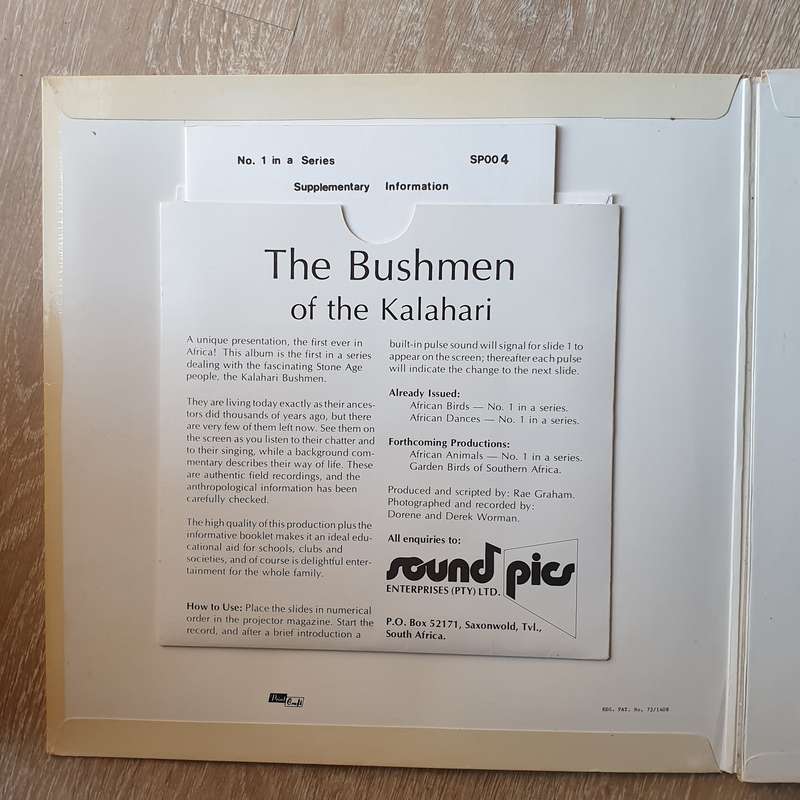 No. 1 in a Series
SP004
Supplementary Information
The Bushmen
of the Kalahari
A unique presentation, the first ever in
Africa! This album is the first in a series
dealing with the fascinating Stone Age
people, the Kalahari Bushmen.
They are living today exactly as their ances-
tors did thousands of years ago, but there
are very few of them left now. See them on
the screen as you listen to their chatter and
to their singing, while a background com-
mentary describes their way of life. These
are authentic field recordings, and the
anthropological information has been
carefully checked.
The high quality of this production plus the
informative booklet makes it an ideal edu-
cational aid for schools, clubs and
societies, and of course is delightful enter-
tainment for the whole family.
How to Use: Place the slides in numerical
order in the projector magazine. Start the
record, and after a brief introduction a
built-in pulse sound will signal for slide 1 to
appear on the screen; thereafter each pulse
will indicate the change to the next slide.
Already Issued:
African Birds — No. 1 in a series.
African Dances — No. 1 in a series.
Forthcoming Productions:
African Animals — No. 1 in a series.
Garden Birds of Southern Africa.
Produced and scripted by: Rae Graham.
Photographed and recorded by:
Dorene and Derek Worman.
All enquiries to:
sound pics
ENTERPRISES (PTY) LTD.
P.O. Box 52171, Saxonwold, Tvl.,
South Africa.
Print Craft
REG. PAT. No. 73/1408